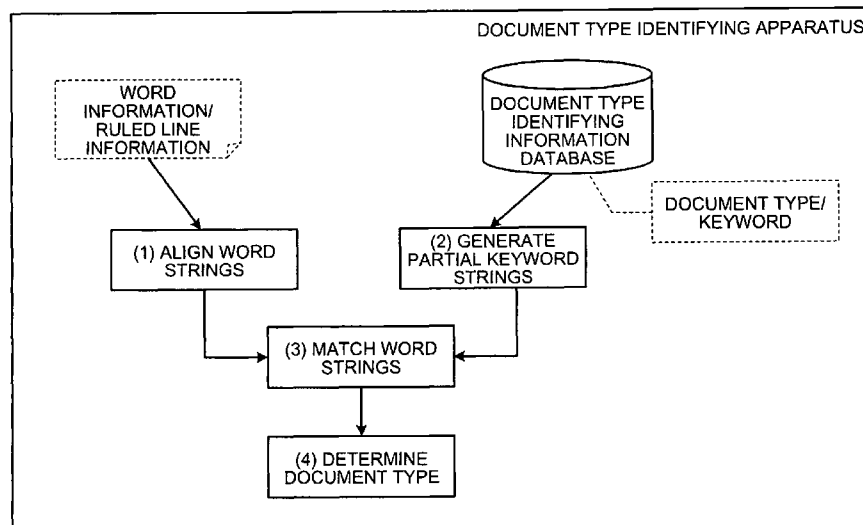 DOCUMENT TYPE IDENTIFYING APPARATUS
WORD
INFORMATION/
RULED LINE
INFORMATION
DOCUMENT TYPE
IDENTIFYING
INFORMATION
DATABASE
DOCUMENT TYPE/
KEYWORD
(1) ALIGN WORD
STRINGS
(2) GENERATE
PARTIAL KEYWORD
STRINGS
(3) MATCH WORD
STRINGS
(4) DETERMINE
DOCUMENT TYPE